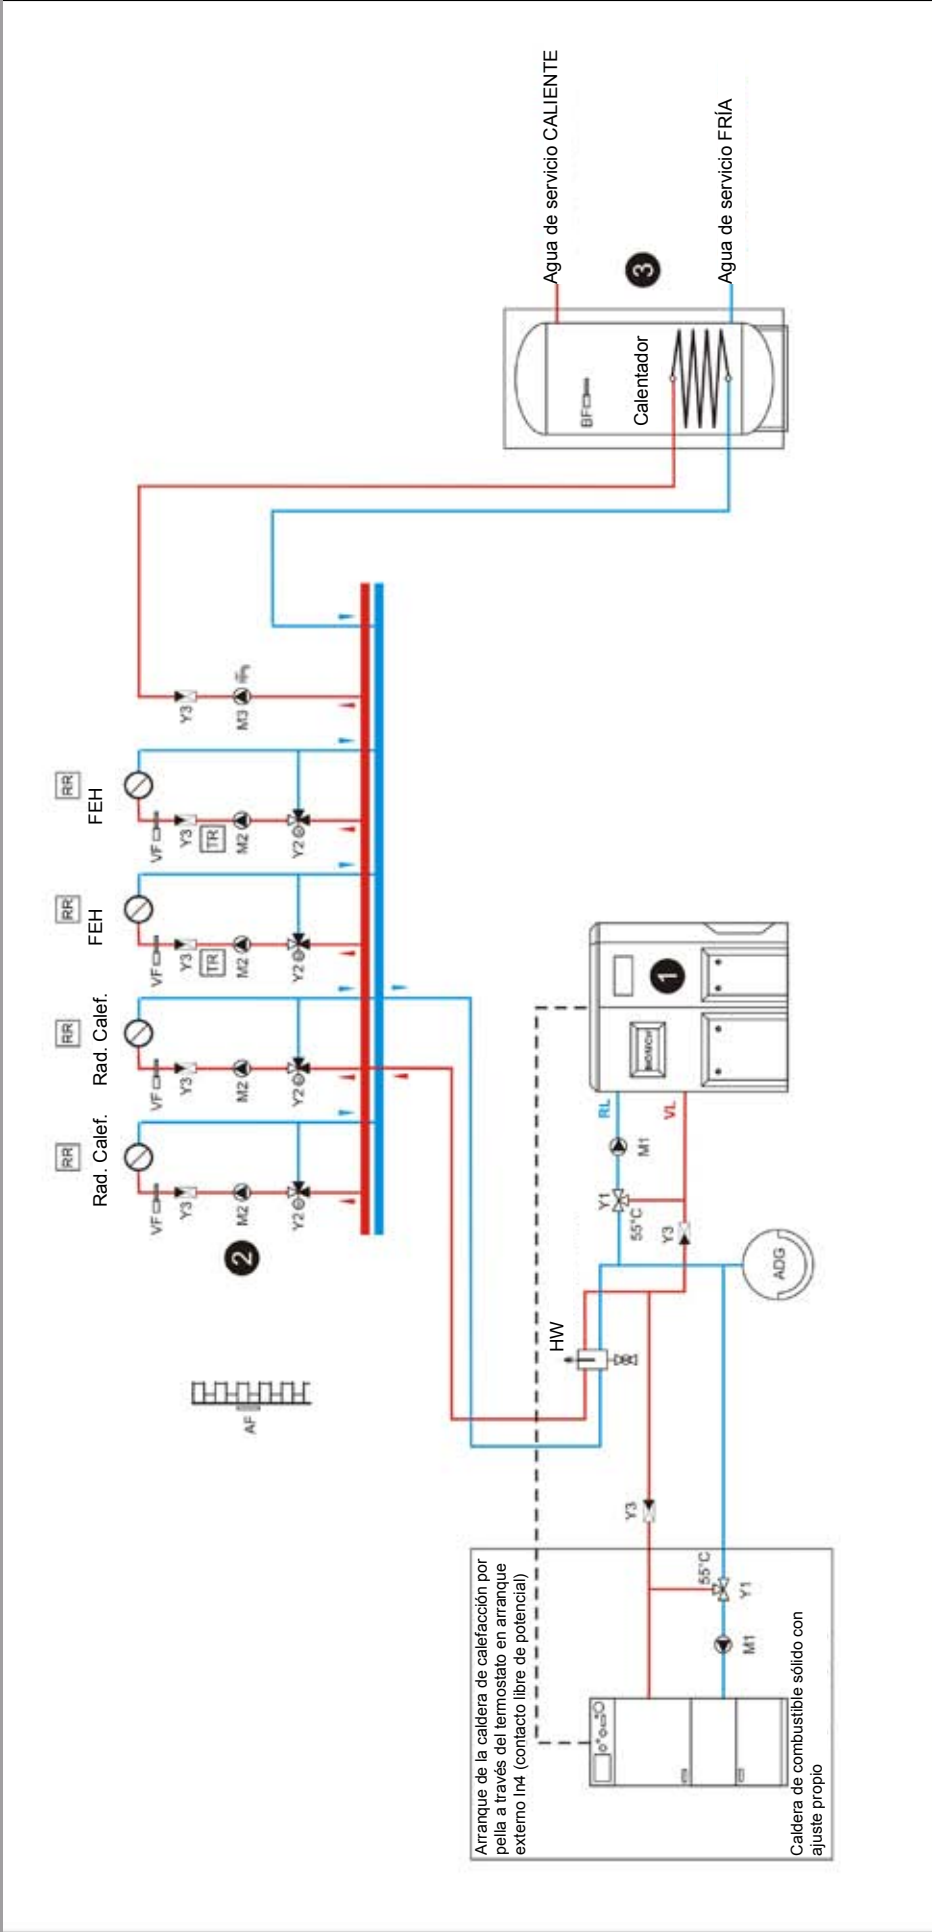 Arranque de la caldera de calefacción por
pella a través del termostato en arranque
externo In4 (contacto libre de potencial)
Caldera de combustible sólido con
ajuste propio
M1
Y1
55°C
Y3
AF
HW
ADG
Y3
55°C
Y1
M1
RL
VL
1
2
RR
Rad. Calef.
VF
Y3
M2
Y2
RR
Rad. Calef.
VF
Y3
M2
Y2
RR
FEH
VF
Y3
TR
M2
Y2
RR
FEH
VF
Y3
TR
M2
Y2
Y3
M3
BF
Calentador
3
Agua de servicio CALIENTE
Agua de servicio FRÍA